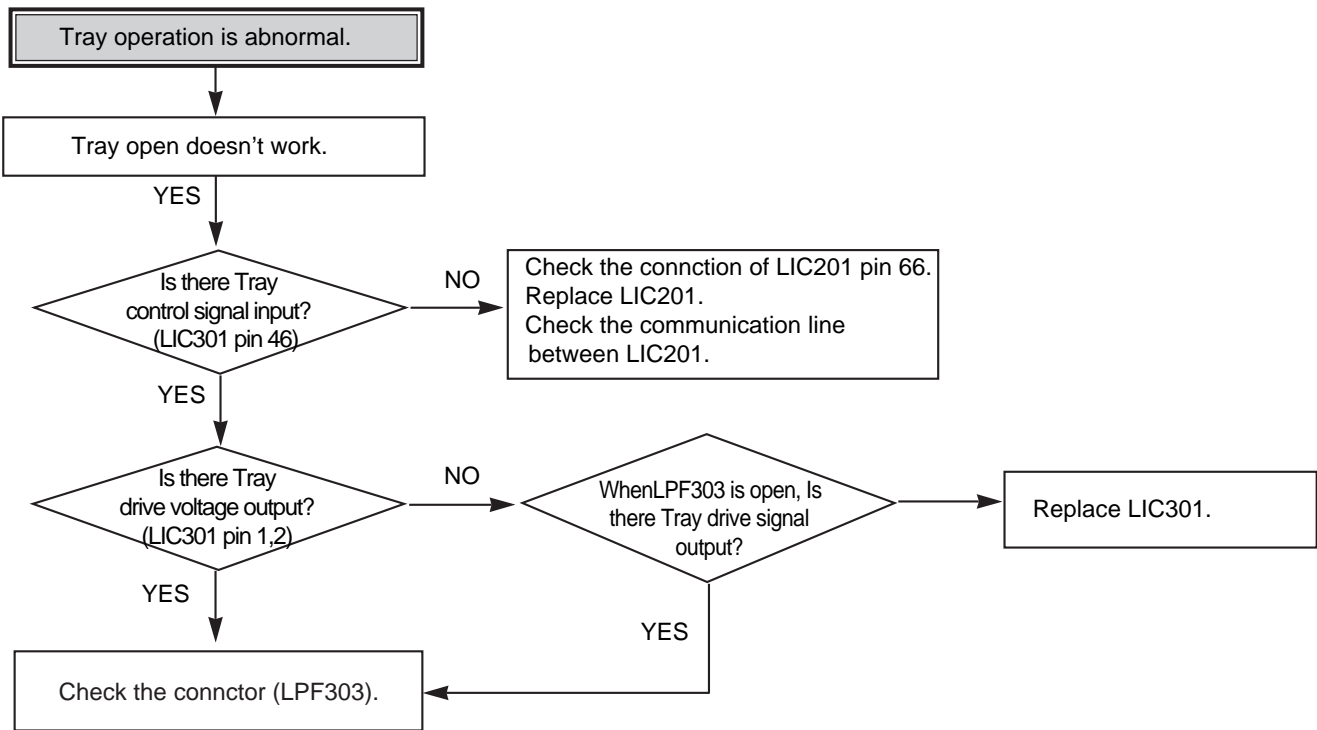 Tray operation is abnormal.
Tray open doesn't work.
YES
Is there Tray
control signal input?
(LIC301 pin 46)
NO
Check the connction of LIC201 pin 66.
Replace LIC201.
Check the communication line
between LIC201.
YES
Is there Tray
drive voltage output?
(LIC301 pin 1,2)
NO
WhenLPF303 is open, Is
there Tray drive signal
output?
Replace LIC301.
YES
YES
Check the connctor (LPF303).